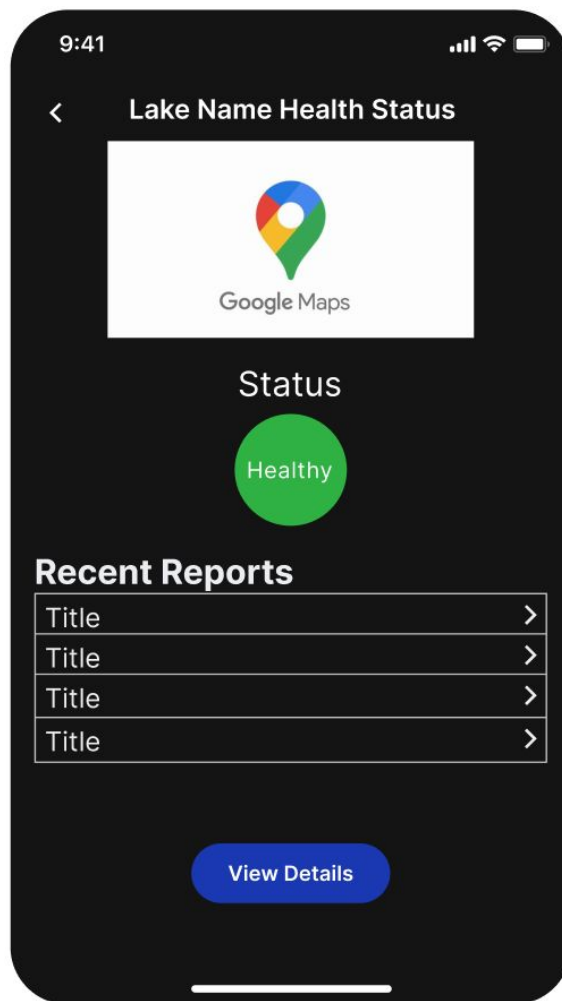 9:41
Lake Name Health Status
Google Maps
Status
Healthy
Recent Reports
Title
Title
Title
Title
View Details